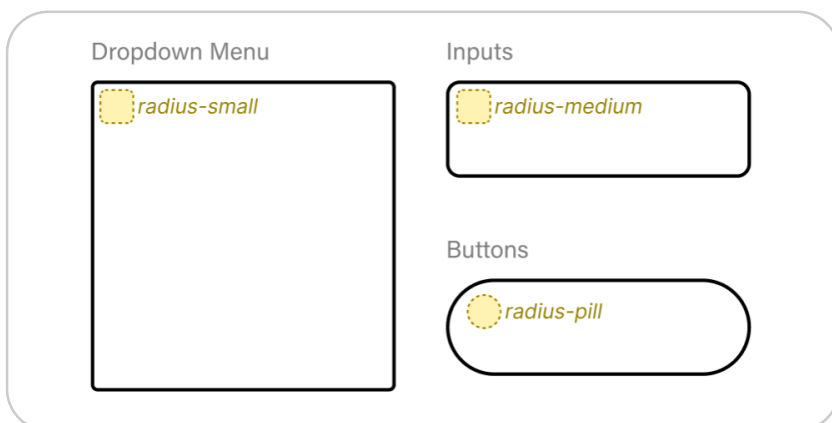 Dropdown Menu
radius-small
Inputs
radius-medium
Buttons
radius-pill